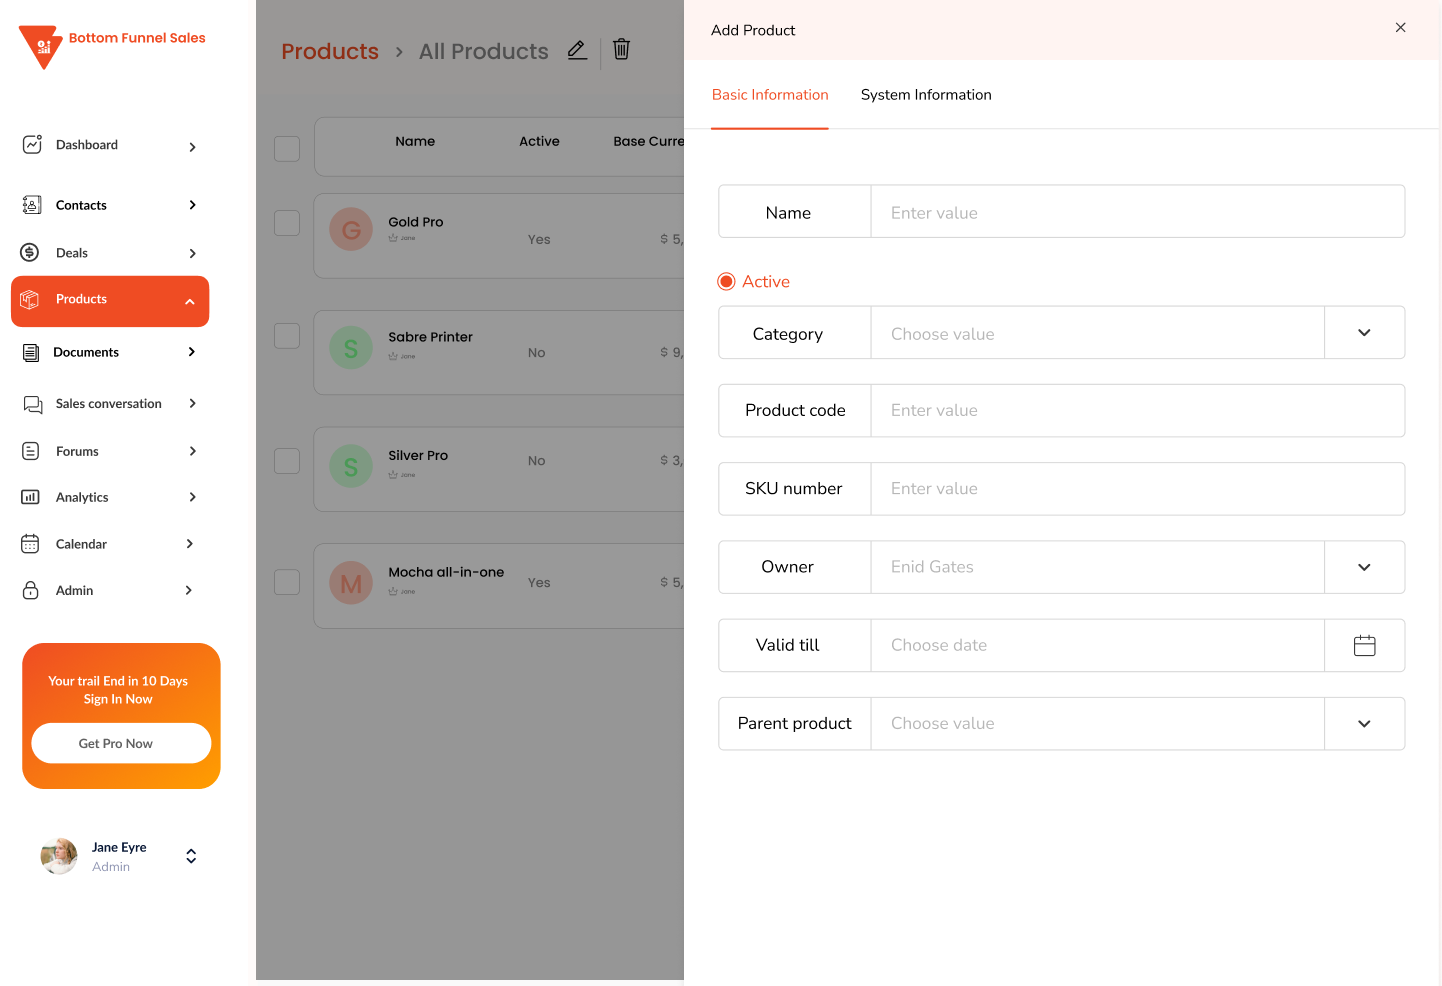 Bottom Funnel Sales
Dashboard
Contacts
Deals
Products
Documents
Sales conversation
Forums
Analytics
Calendar
Admin
Your trail End in 10 Days
Sign In Now
Get Pro Now
Jane Eyre
Admin
Products > All Products
Name Active Base Curre
G Gold Pro
Jane
Yes $ 5,
S Sabre Printer
Jane
No $ 9,
S Silver Pro
Jane
No $ 3,
M Mocha all-in-one
Jane
Yes $ 5,
Add Product
Basic Information System Information
Name Enter value
Active
Category Choose value
Product code Enter value
SKU number Enter value
Owner Enid Gates
Valid till Choose date
Parent product Choose value